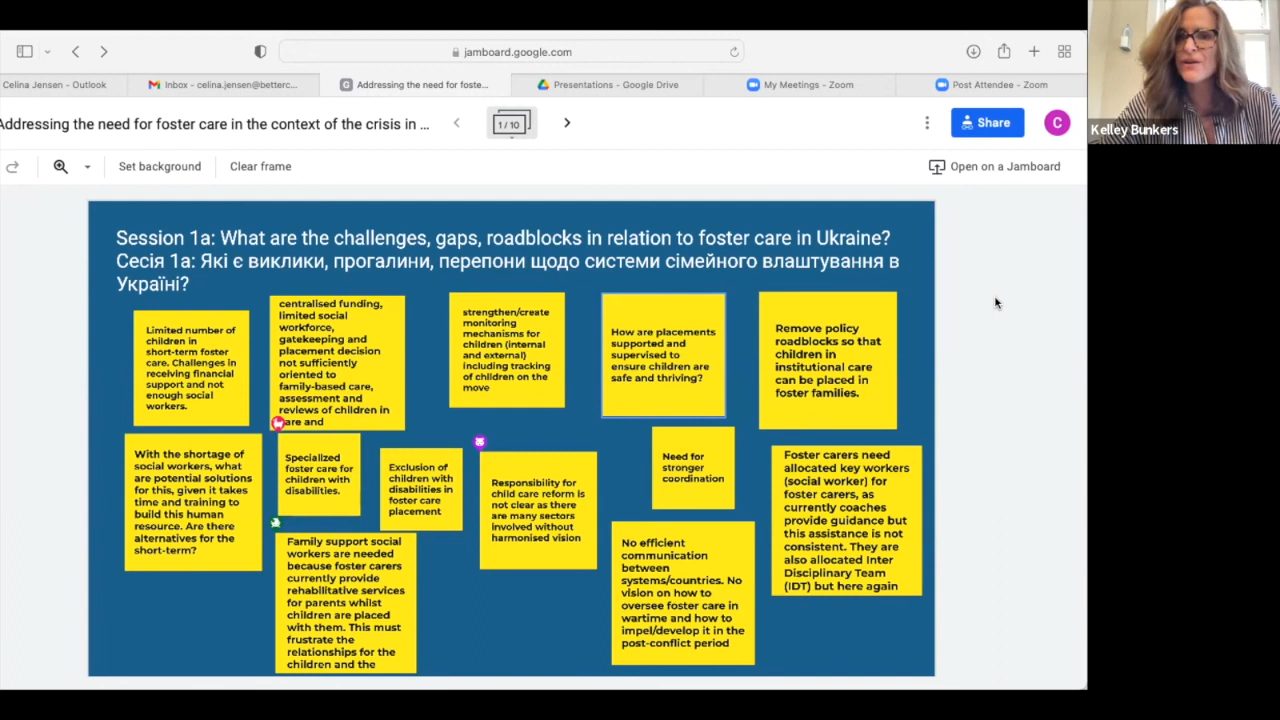 jamboard.google.com
Celina Jensen - Outlook
Inbox - celina.jensen@betterc...
Addressing the need for foste...
Presentations - Google Drive
My Meetings - Zoom
Post Attendee - Zoom
Addressing the need for foster care in the context of the crisis in ...
1 / 10
Share
C
Kelley Bunkers
Set background
Clear frame
Open on a Jamboard
Session 1a: What are the challenges, gaps, roadblocks in relation to foster care in Ukraine?
Сесія 1а: Які є виклики, прогалини, перепони щодо системи сімейного влаштування в
Україні?
Limited number of
children in
short-term foster
care. Challenges in
receiving financial
support and not
enough social
workers.
centralised funding,
limited social
workforce,
gatekeeping and
placement decision
not sufficiently
oriented to
family-based care,
assessment and
reviews of children in
care and
strengthen/create
monitoring
mechanisms for
children (internal
and external)
including tracking
of children on the
move
How are placements
supported and
supervised to
ensure children are
safe and thriving?
Remove policy
roadblocks so that
children in
institutional care
can be placed in
foster families.
With the shortage of
social workers, what
are potential solutions
for this, given it takes
time and training to
build this human
resource. Are there
alternatives for the
short-term?
Specialized
foster care for
children with
disabilities.
Exclusion of
children with
disabilities in
foster care
placement
Responsibility for
child care reform is
not clear as there
are many sectors
involved without
harmonised vision
Need for
stronger
coordination
Foster carers need
allocated key workers
(social worker) for
foster carers, as
currently coaches
provide guidance but
this assistance is not
consistent. They are
also allocated Inter
Disciplinary Team
(IDT) but here again
Family support social
workers are needed
because foster carers
currently provide
rehabilitative services
for parents whilst
children are placed
with them. This must
frustrate the
relationships for the
children and the
No efficient
communication
between
systems/countries. No
vision on how to
oversee foster care in
wartime and how to
impel/develop it in the
post-conflict period